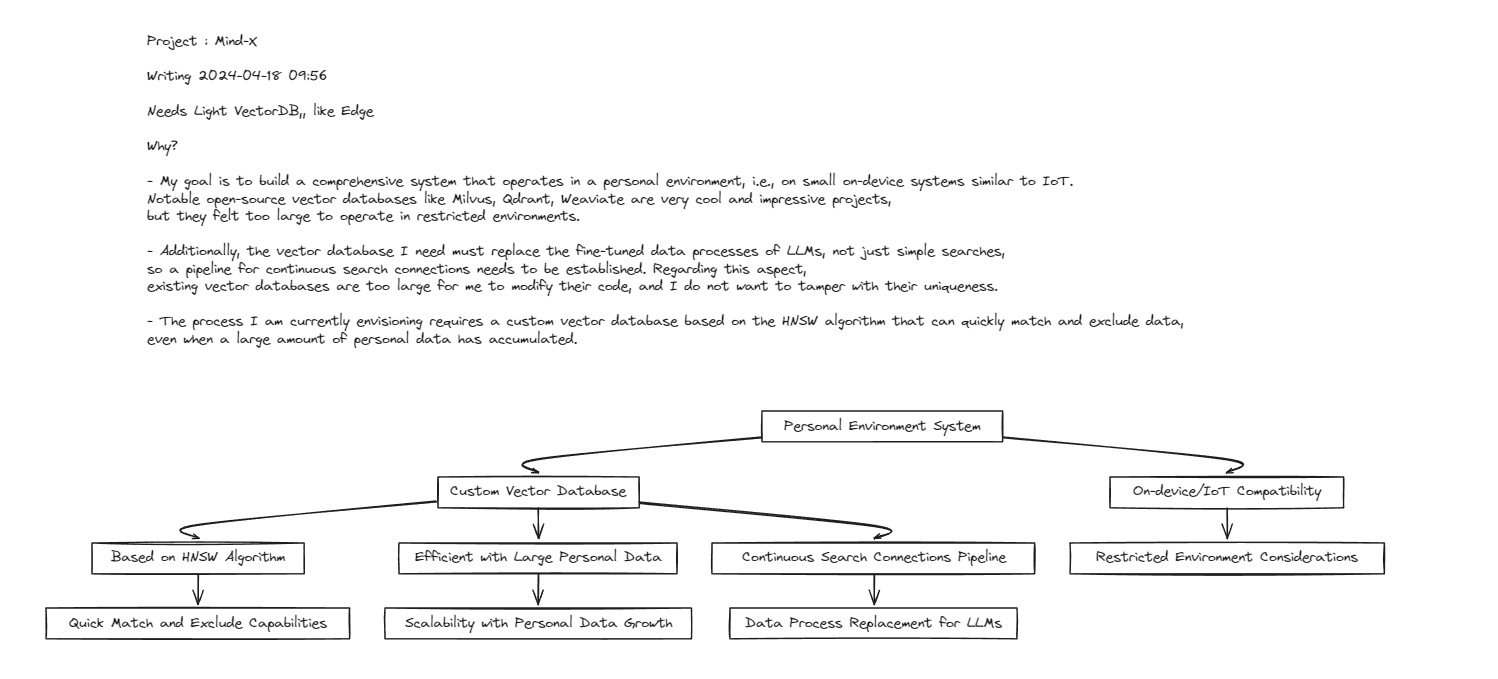 Project : Mind-X
Writing 2024-04-18 09:56
Needs Light VectorDB,, like Edge
Why?
- My goal is to build a comprehensive system that operates in a personal environment, i.e., on small on-device systems similar to IoT.
Notable open-source vector databases like Milvus, Qdrant, Weaviate are very cool and impressive projects,
but they felt too large to operate in restricted environments.
- Additionally, the vector database I need must replace the fine-tuned data processes of LLMs, not just simple searches,
so a pipeline for continuous search connections needs to be established. Regarding this aspect,
existing vector databases are too large for me to modify their code, and I do not want to tamper with their uniqueness.
- The process I am currently envisioning requires a custom vector database based on the HNSW algorithm that can quickly match and exclude data,
even when a large amount of personal data has accumulated.
Personal Environment System
Custom Vector Database
On-device/IoT Compatibility
Based on HNSW Algorithm
Efficient with Large Personal Data
Continuous Search Connections Pipeline
Restricted Environment Considerations
Quick Match and Exclude Capabilities
Scalability with Personal Data Growth
Data Process Replacement for LLMs